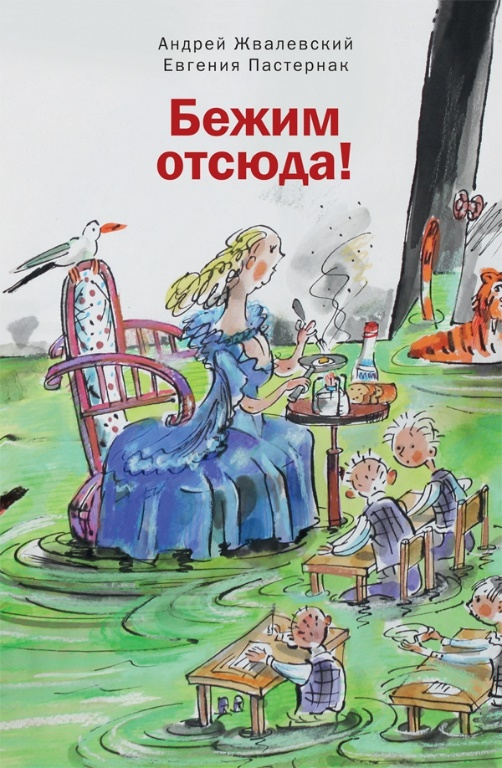 Андрей Жвалевский
Евгения Пастернак
Бежим
отсюда!